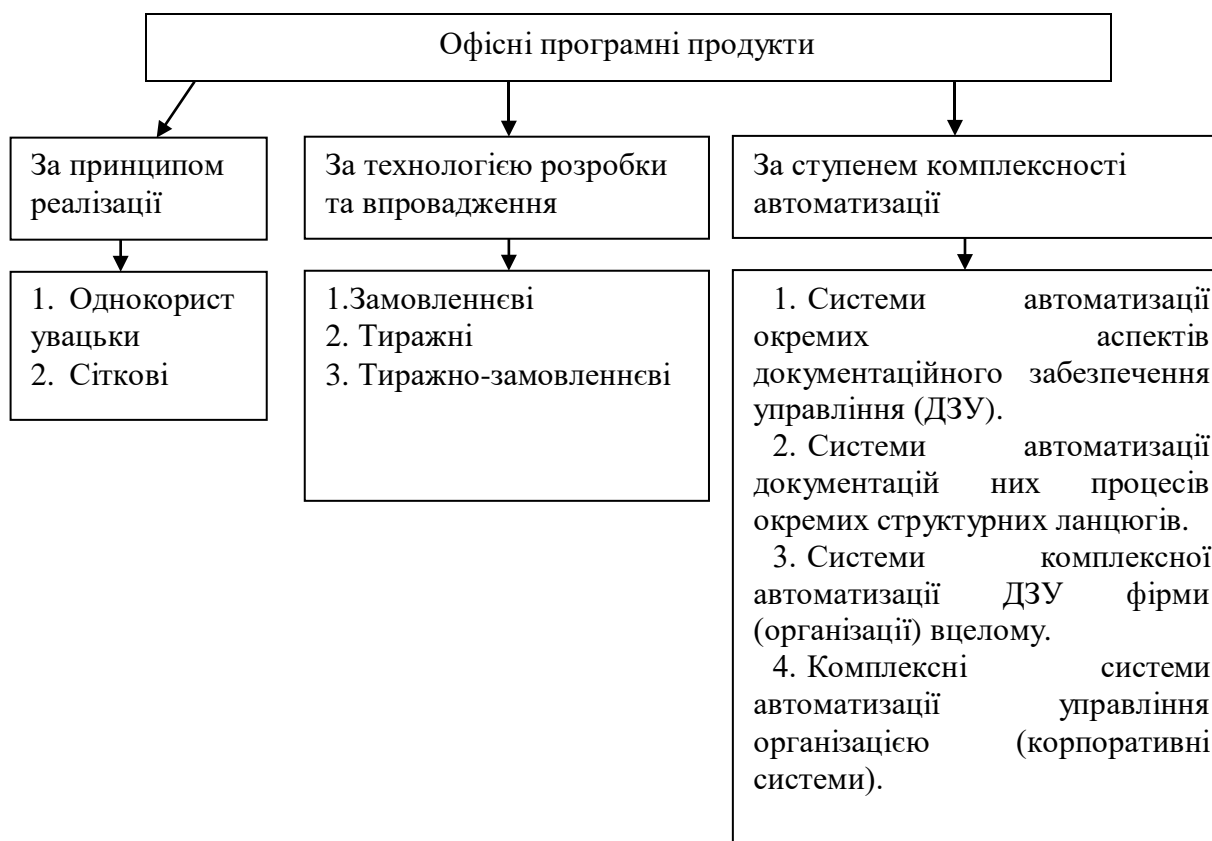 Офісні програмні продукти
За принципом
реалізації
За технологією розробки
та впровадження
За ступенем комплексності
автоматизації
1. Однокорист
увацьки
2. Сіткові
1.Замовленнєві
2. Тиражні
3. Тиражно-замовленнєві
1. Системи автоматизації
окремих аспектів
документаційного забезпечення
управління (ДЗУ).
2. Системи автоматизації
документацій них процесів
окремих структурних ланцюгів.
3. Системи комплексної
автоматизації ДЗУ фірми
(організації) вцелому.
4. Комплексні системи
автоматизації управління
організацією (корпоративні
системи).